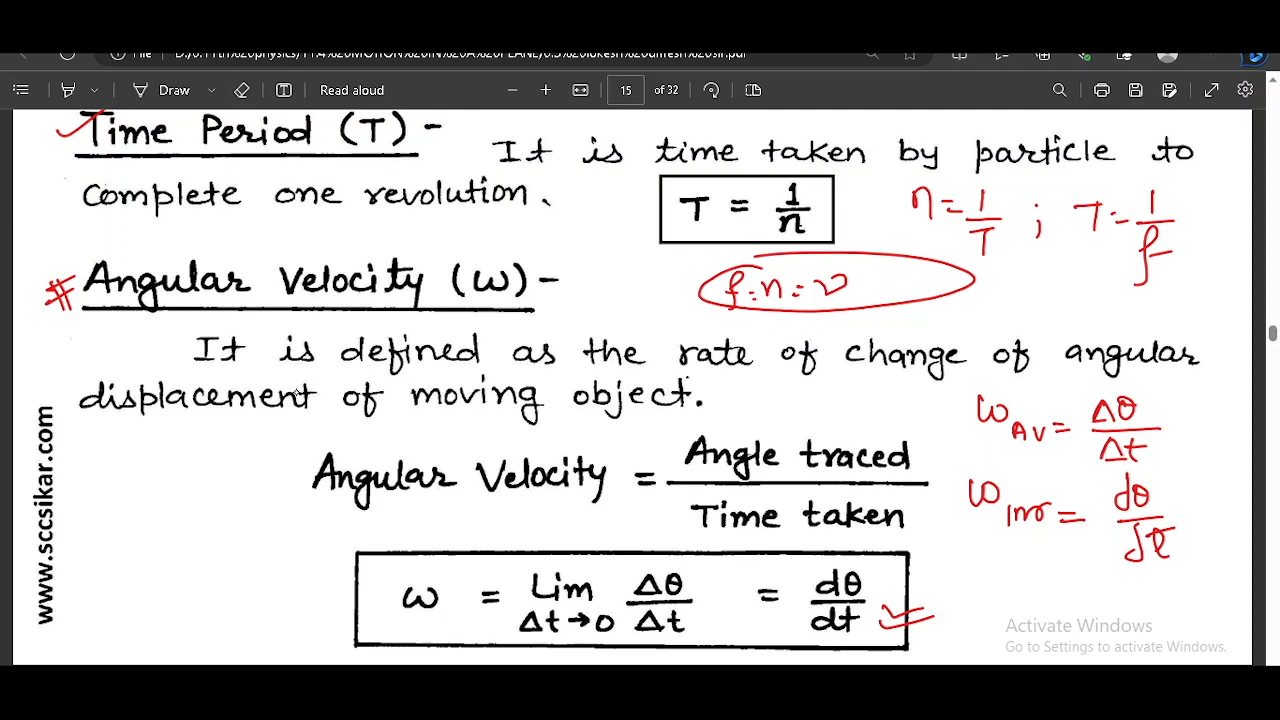 15 of 32
Draw
Read aloud
Time Period (T) -
It is time taken by particle to
complete one revolution.
T = 1/n
n = 1/T ; T = 1/f
f = n = ν
# Angular Velocity (ω) -
It is defined as the rate of change of angular
displacement of moving object.
ω AV = Δθ/Δt
Angular Velocity = Angle traced / Time taken
ω = dθ/dt
ω = Lim Δt→0 Δθ/Δt = dθ/dt
www.sccsikar.com
Activate Windows
Go to Settings to activate Windows.